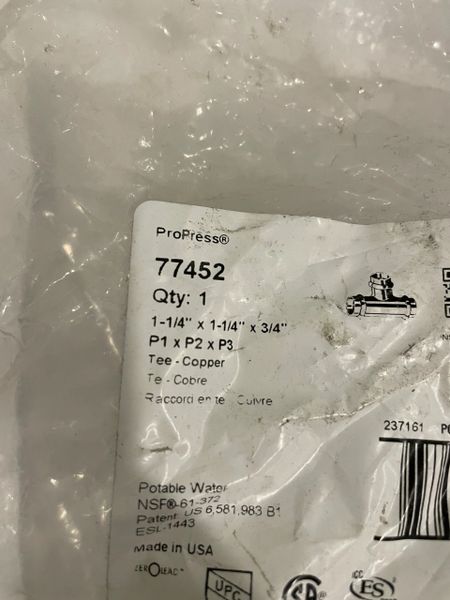 ProPress®
77452
Qty: 1
1-1/4" x 1-1/4" x 3/4"
P1 x P2 x P3
Tee - Copper
Te - Cobre
Raccord en te Cuivre
237161
Potable Water
NSF®-61-372
Patent US 6,581,983 B1
ESL-1443
Made in USA
ZEROLEAD
UPC